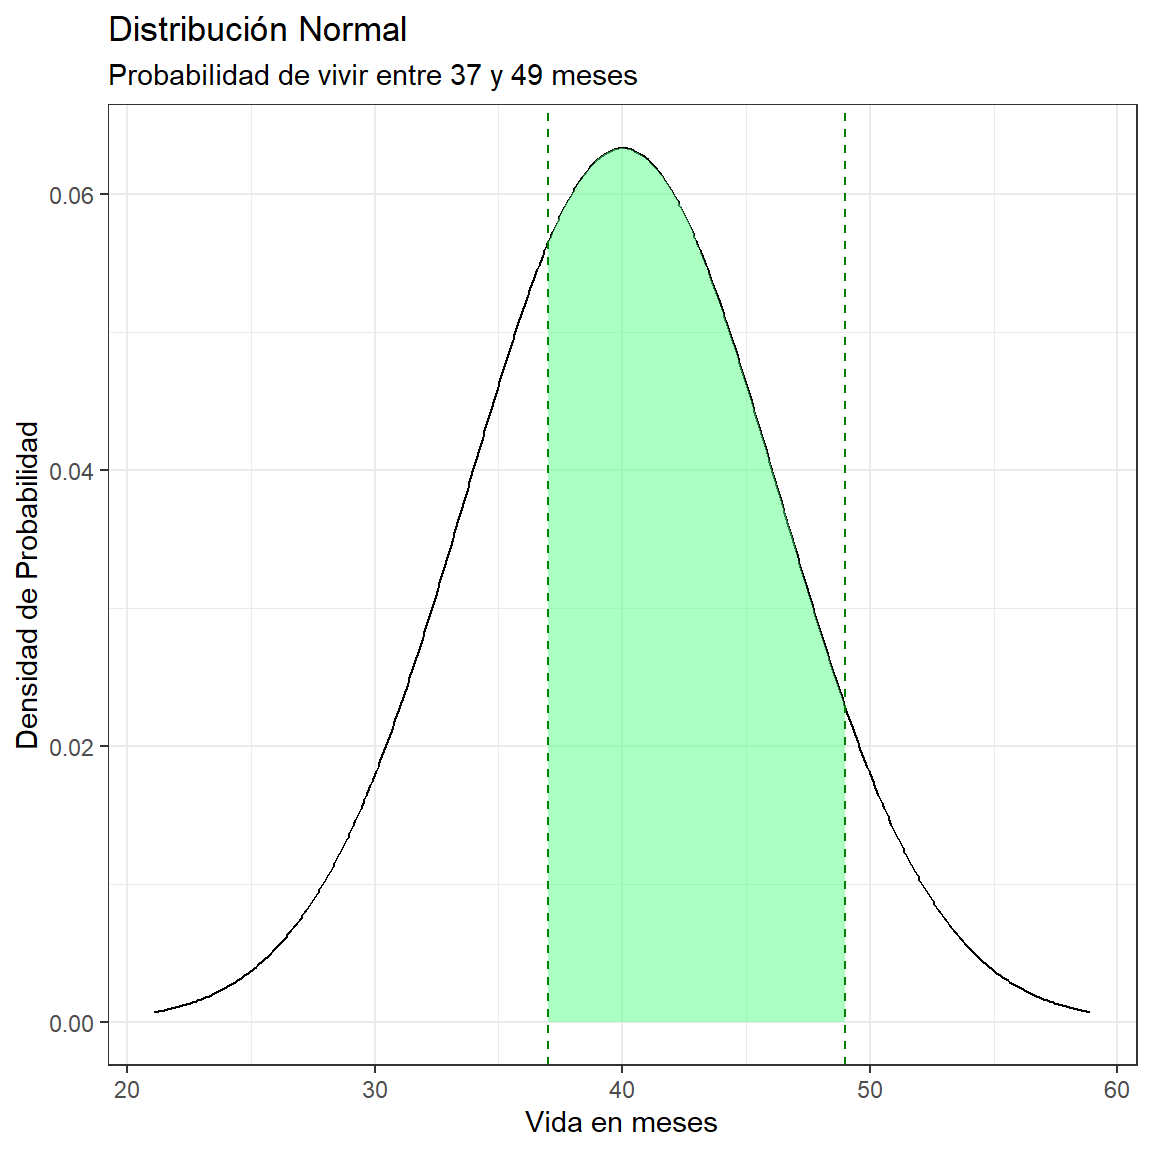 Distribución Normal
Probabilidad de vivir entre 37 y 49 meses
Densidad de Probabilidad
0.06
0.04
0.02
0.00
20 30 40 50 60
Vida en meses